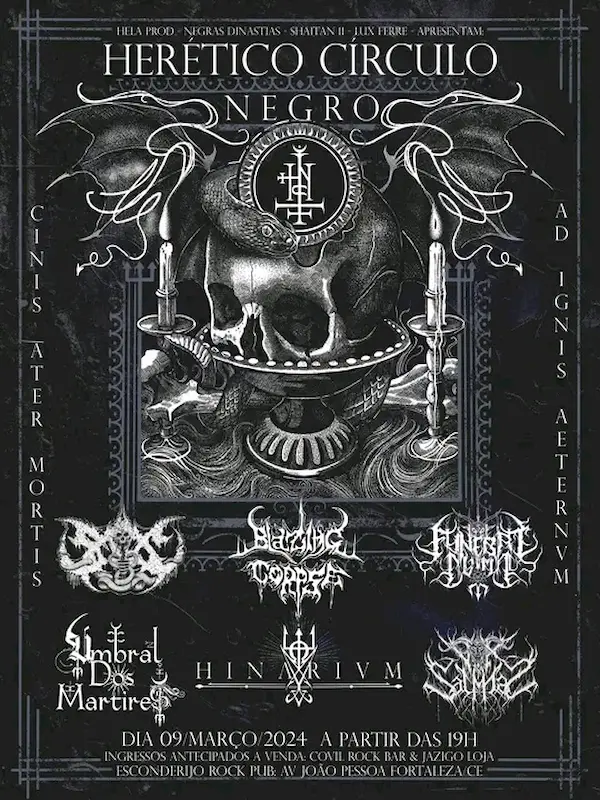 HELA PROD - NEGRAS DINASTIAS - SHAITAN II - LUX FERRE - APRESENTAM:
HERÉTICO CÍRCULO
NEGRO
CINIS ATER MORTIS
AD IGNIS AETERNVM
BLAZING
CORPSE
FUNERAL
Umbral
Dos
Martires
HINARIVM
DIA 09/MARÇO/2024 A PARTIR DAS 19H
INGRESSOS ANTECIPADOS A VENDA: COVIL ROCK BAR & JAZIGO LOJA
ESCONDERIJO ROCK PUB: AV JOÃO PESSOA FORTALEZA/CE